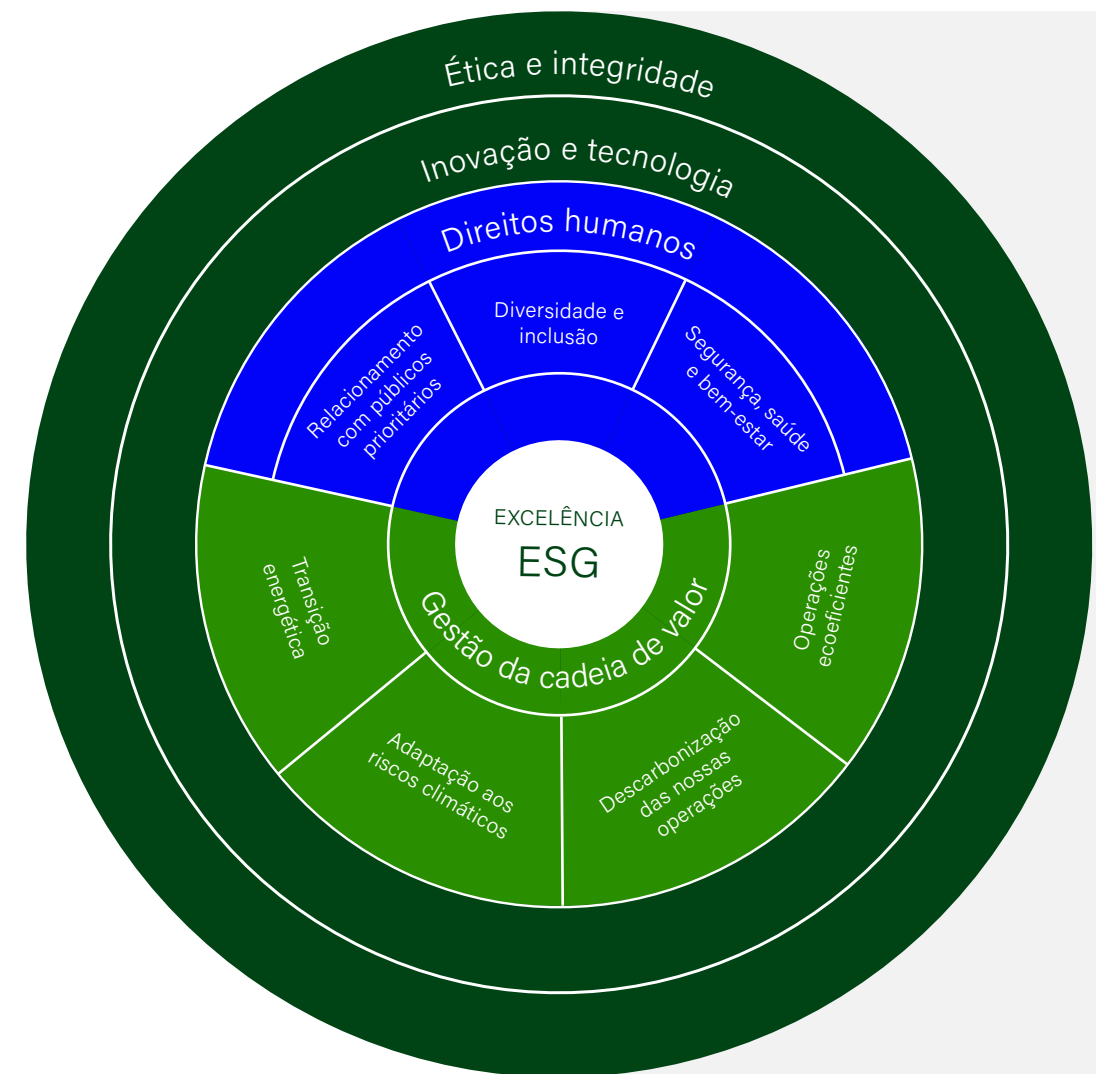 Ética e integridade
Inovação e tecnologia
Direitos humanos
Relacionamento
com públicos
prioritários
Diversidade e
inclusão
Segurança, saúde
e bem-estar
EXCELÊNCIA
ESG
Gestão da cadeia de valor
Transição
energética
Adaptação aos
riscos climáticos
Descarbonização
das nossas
operações
Operações
ecoeficientes